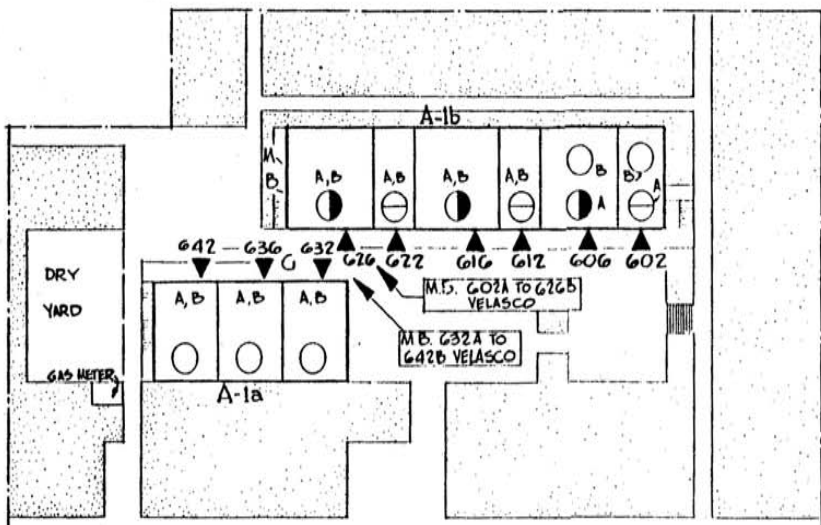 A-1b
M
B
A,B
A,B
A,B
A,B
B
A
B
A
642
636
632
626
622
616
612
606
602
G
M.B. 602A TO 626B
VELASCO
DRY
YARD
A,B
A,B
A,B
M B. 632A TO
642B VELASCO
GAS METER
A-1a